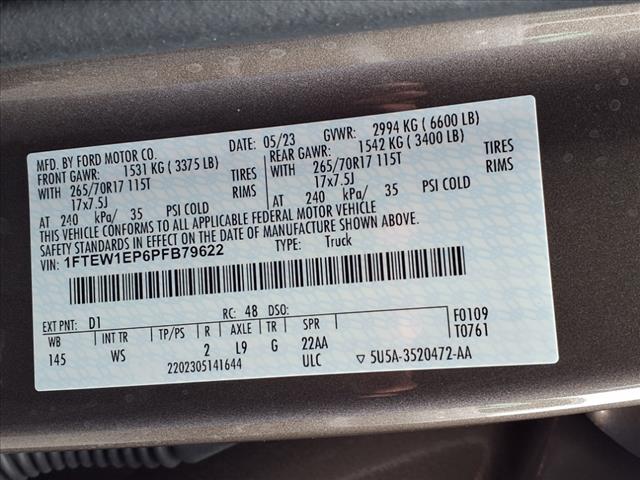 MFD. BY FORD MOTOR CO. DATE: 05/23 GVWR: 2994 KG ( 6600 LB)
FRONT GAWR: 1531 KG ( 3375 LB) REAR GAWR: 1542 KG ( 3400 LB)
WITH 265/70R17 115T TIRES WITH 265/70R17 115T TIRES
17x7.5J RIMS 17x7.5J RIMS
AT 240 kPa/ 35 PSI COLD AT 240 kPa/ 35 PSI COLD
THIS VEHICLE CONFORMS TO ALL APPLICABLE FEDERAL MOTOR VEHICLE
SAFETY STANDARDS IN EFFECT ON THE DATE OF MANUFACTURE SHOWN ABOVE.
VIN: 1FTEW1EP6PFB79622 TYPE: Truck
EXT PNT: D1 RC: 48 DSO: F0109
WB INT TR TP/PS R AXLE TR SPR T0761
145 WS 2 L9 G 22AA
2202305141644 ULC ▽ 5U5A-3520472-AA